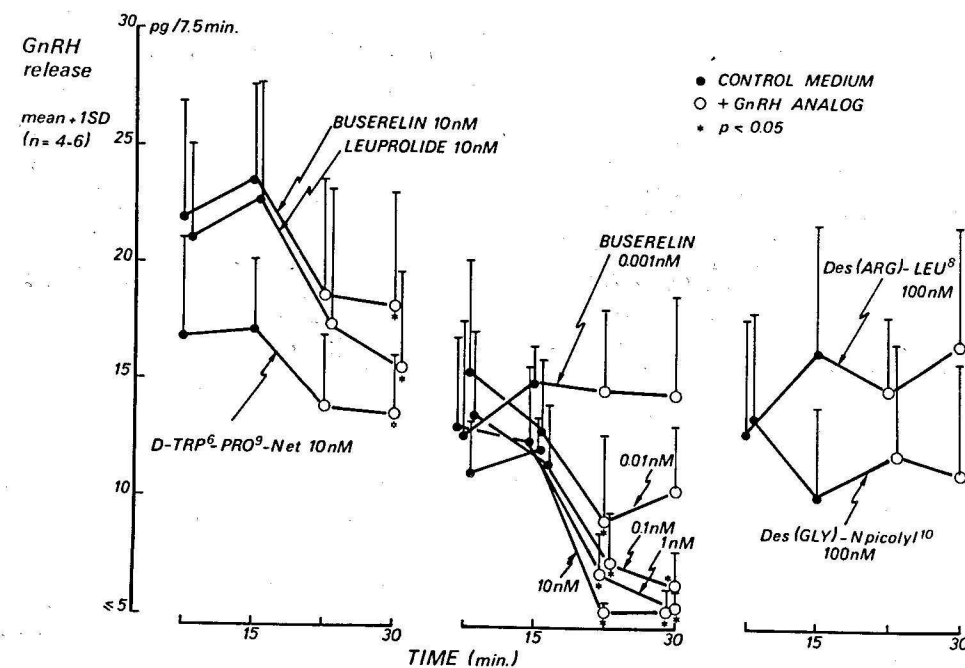 30
pg/7.5 min.
GnRH
release
mean + 1SD
(n = 4-6)
25
20
15
10
≤ 5
● CONTROL MEDIUM
○ + GnRH ANALOG
* p < 0.05
BUSERELIN 10nM
LEUPROLIDE 10nM
D-TRP⁶-PRO⁹-Net 10nM
BUSERELIN
0.001nM
0.01nM
0.1nM
1nM
10nM
Des (ARG)- LEU⁸
100nM
Des (GLY)- Npicolyl¹⁰
100nM
15
30
15
30
15
30
TIME (min.)